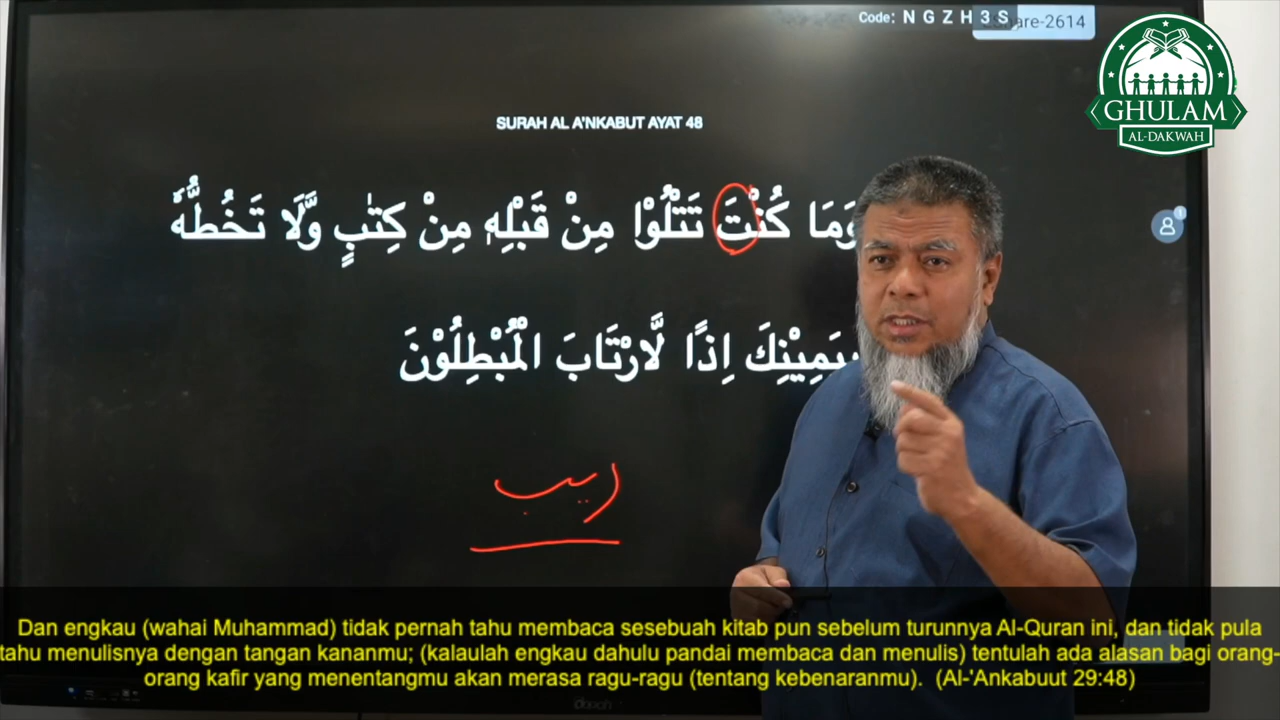 Code: N G Z H 3 S
are-2614
GHULAM
AL-DAKWAH
SURAH AL A'NKABUT AYAT 48
وَمَا كُنْتَ تَتْلُوْا مِنْ قَبْلِهٖ مِنْ كِتٰبٍ وَّلَا تَخُطُّهٗ
بِيَمِيْنِكَ اِذًا لَّارْتَابَ الْمُبْطِلُوْنَ
ريب
1
Dan engkau (wahai Muhammad) tidak pernah tahu membaca sesebuah kitab pun sebelum turunnya Al-Quran ini, dan tidak pula
tahu menulisnya dengan tangan kananmu; (kalaulah engkau dahulu pandai membaca dan menulis) tentulah ada alasan bagi orang-
orang kafir yang menentangmu akan merasa ragu-ragu (tentang kebenaranmu). (Al-'Ankabuut 29:48)